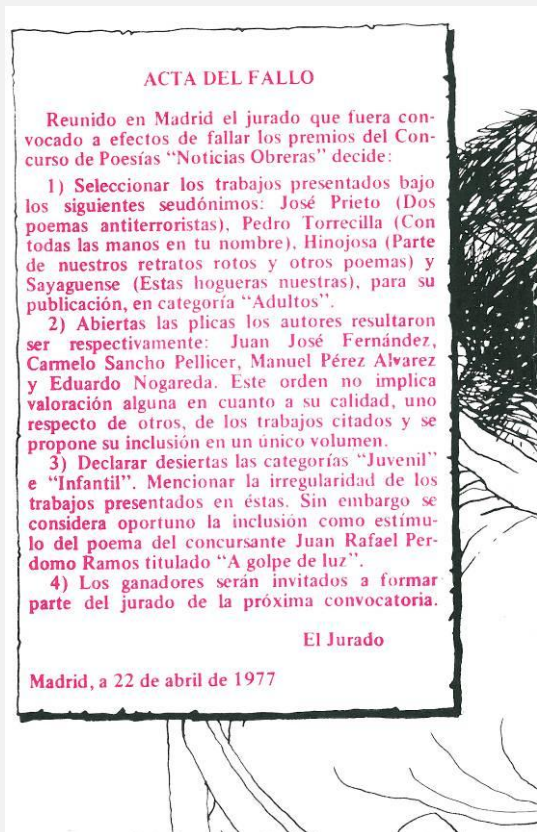 ACTA DEL FALLO
Reunido en Madrid el jurado que fuera con-
vocado a efectos de fallar los premios del Con-
curso de Poesías “Noticias Obreras” decide:
1) Seleccionar los trabajos presentados bajo
los siguientes seudónimos: José Prieto (Dos
poemas antiterroristas), Pedro Torrecilla (Con
todas las manos en tu nombre), Hinojosa (Parte
de nuestros retratos rotos y otros poemas) y
Sayaguense (Estas hogueras nuestras), para su
publicación, en categoría “Adultos”.
2) Abiertas las plicas los autores resultaron
ser respectivamente: Juan José Fernández,
Carmelo Sancho Pellicer, Manuel Pérez Alvarez
y Eduardo Nogareda. Este orden no implica
valoración alguna en cuanto a su calidad, uno
respecto de otros, de los trabajos citados y se
propone su inclusión en un único volumen.
3) Declarar desiertas las categorías “Juvenil”
e “Infantil”. Mencionar la irregularidad de los
trabajos presentados en éstas. Sin embargo se
considera oportuno la inclusión como estímu-
lo del poema del concursante Juan Rafael Per-
domo Ramos titulado “A golpe de luz”.
4) Los ganadores serán invitados a formar
parte del jurado de la próxima convocatoria.
El Jurado
Madrid, a 22 de abril de 1977